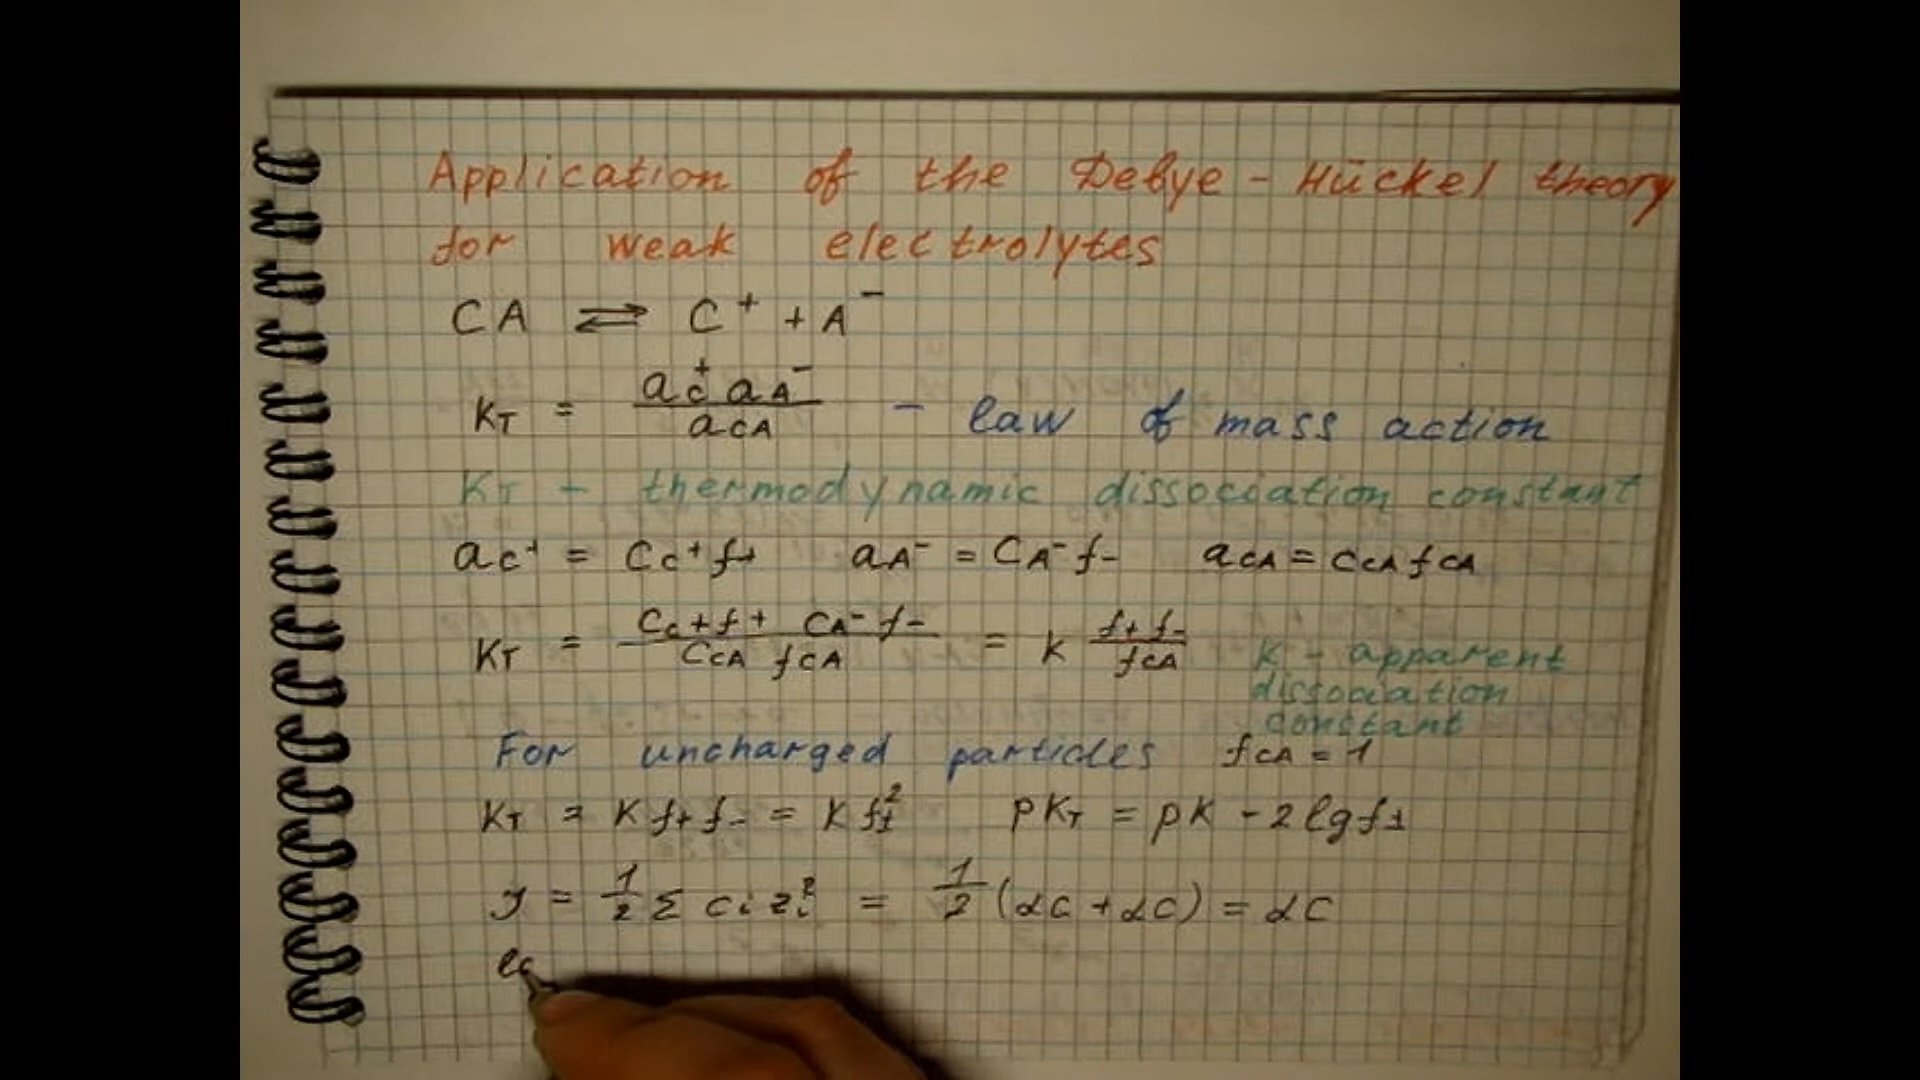 Application of the Debye - Hückel theory
for weak electrolytes
CA ⇌ C⁺ + A⁻
K_T = a_C⁺ a_A⁻ / a_CA - law of mass action
K_T - thermodynamic dissociation constant
a_C⁺ = C_C⁺ f₊ a_A⁻ = C_A⁻ f₋ a_CA = C_CA f_CA
K_T = C_C⁺ f₊ C_A⁻ f₋ / C_CA f_CA = K f₊ f₋ / f_CA K - apparent
dissociation
constant
For uncharged particles f_CA = 1
K_T = K f₊ f₋ = K f±² pK_T = pK - 2 lg f±
I = 1/2 Σ c_i z_i² = 1/2 (αC + αC) = αC